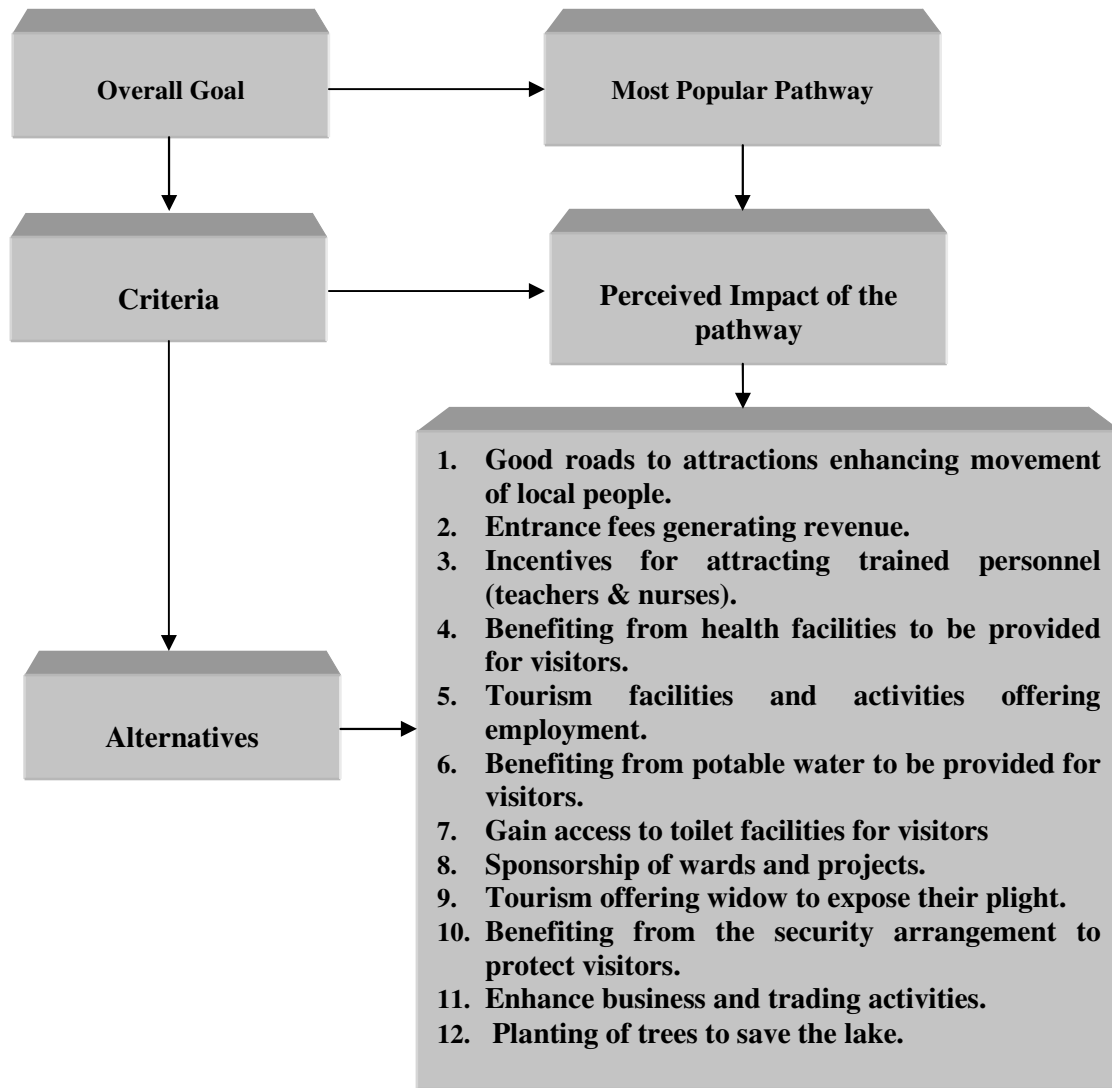 Overall Goal
Most Popular Pathway
Criteria
Perceived Impact of the
pathway
Alternatives
1. Good roads to attractions enhancing movement
of local people.
2. Entrance fees generating revenue.
3. Incentives for attracting trained personnel
(teachers & nurses).
4. Benefiting from health facilities to be provided
for visitors.
5. Tourism facilities and activities offering
employment.
6. Benefiting from potable water to be provided for
visitors.
7. Gain access to toilet facilities for visitors
8. Sponsorship of wards and projects.
9. Tourism offering widow to expose their plight.
10. Benefiting from the security arrangement to
protect visitors.
11. Enhance business and trading activities.
12. Planting of trees to save the lake.